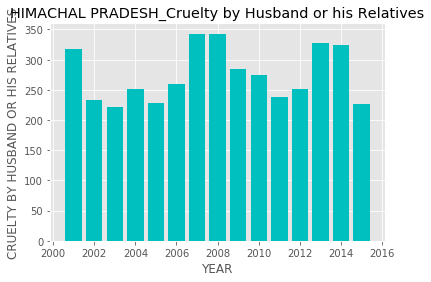 HIMACHAL PRADESH_Cruelty by Husband or his Relatives
CRUELTY BY HUSBAND OR HIS RELATIVES
350
300
250
200
150
100
50
0
2000 2002 2004 2006 2008 2010 2012 2014 2016
YEAR